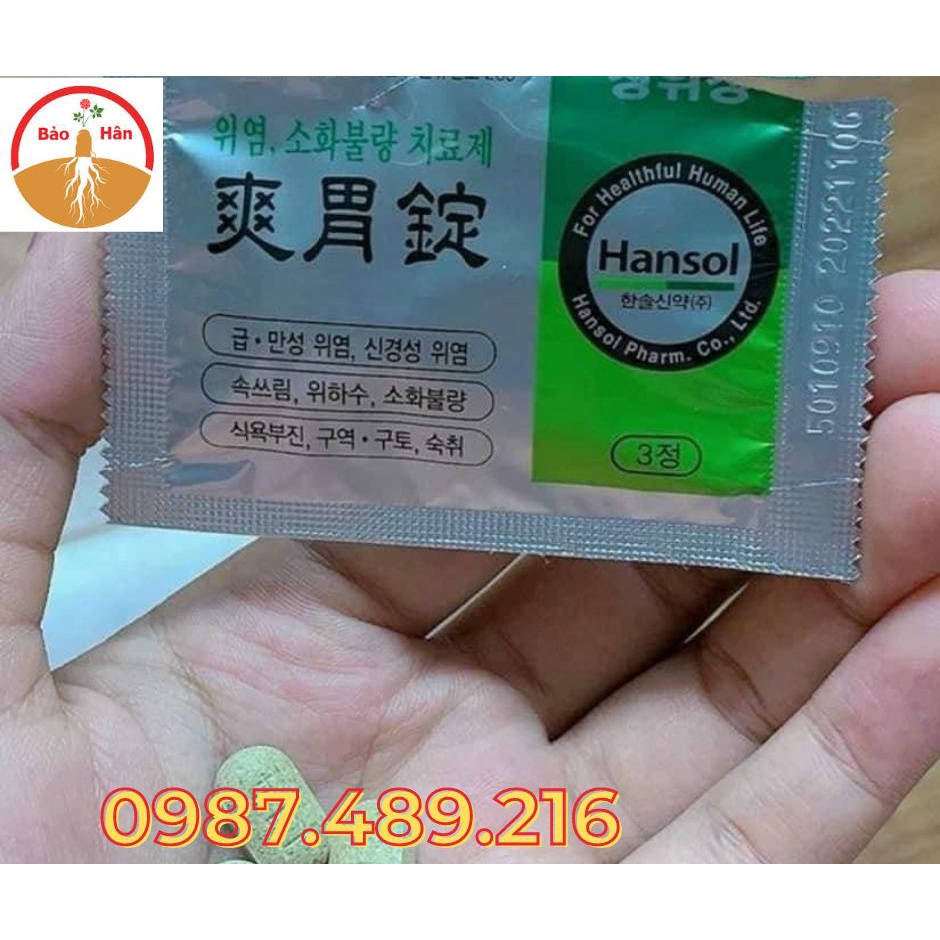 Bảo Hân
위염, 소화불량 치료제
爽胃錠
급·만성 위염, 신경성 위염
속쓰림, 위하수, 소화불량
식욕부진, 구역·구토, 숙취
For Healthful Human Life
Hansol
한솔신약(주)
Hansol Pharm. Co., Ltd.
3정
5010910 20221106
0987.489.216